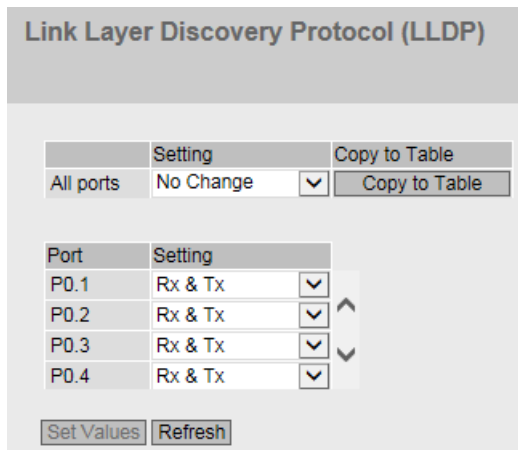 Link Layer Discovery Protocol (LLDP)
Setting Copy to Table
All ports No Change Copy to Table
Port Setting
P0.1 Rx & Tx
P0.2 Rx & Tx
P0.3 Rx & Tx
P0.4 Rx & Tx
Set Values Refresh